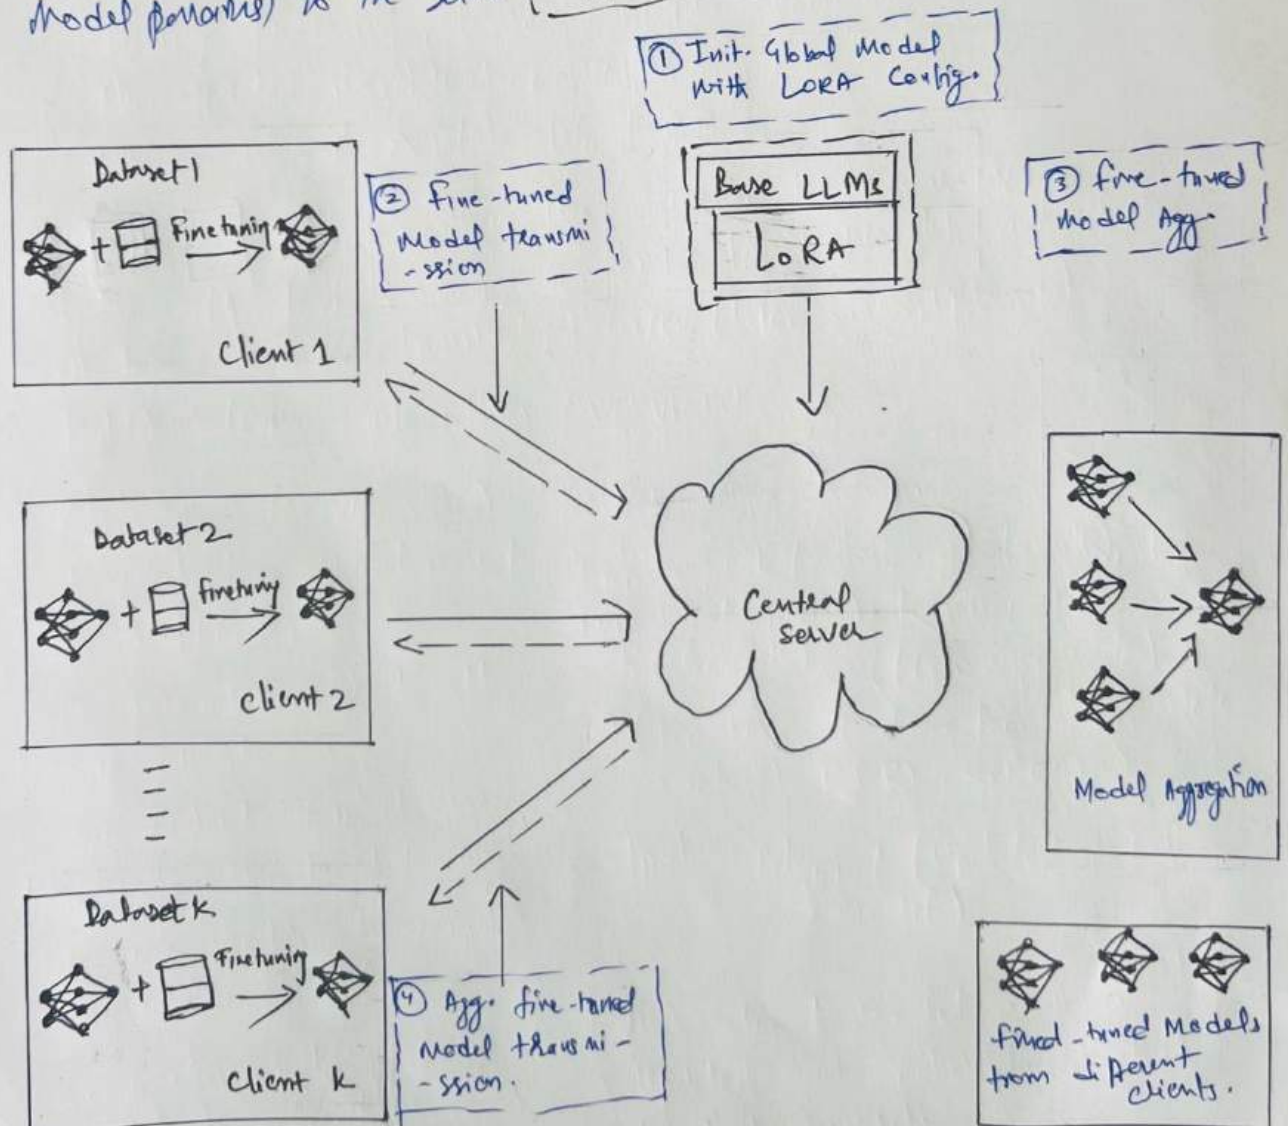 Model params) to the
① Init. Global Model
with LORA Config.
Dataset 1
Finetuning
Client 1
② fine-tuned
Model transmi
-ssion
Base LLMs
LORA
③ fine-tuned
model Agg.
Dataset 2
finetuning
Client 2
Central
server
Model Aggregation
Dataset K
Finetuning
Client K
④ Agg. fine-tuned
Model transmi-
-ssion.
fined-tuned Models
from different
clients.